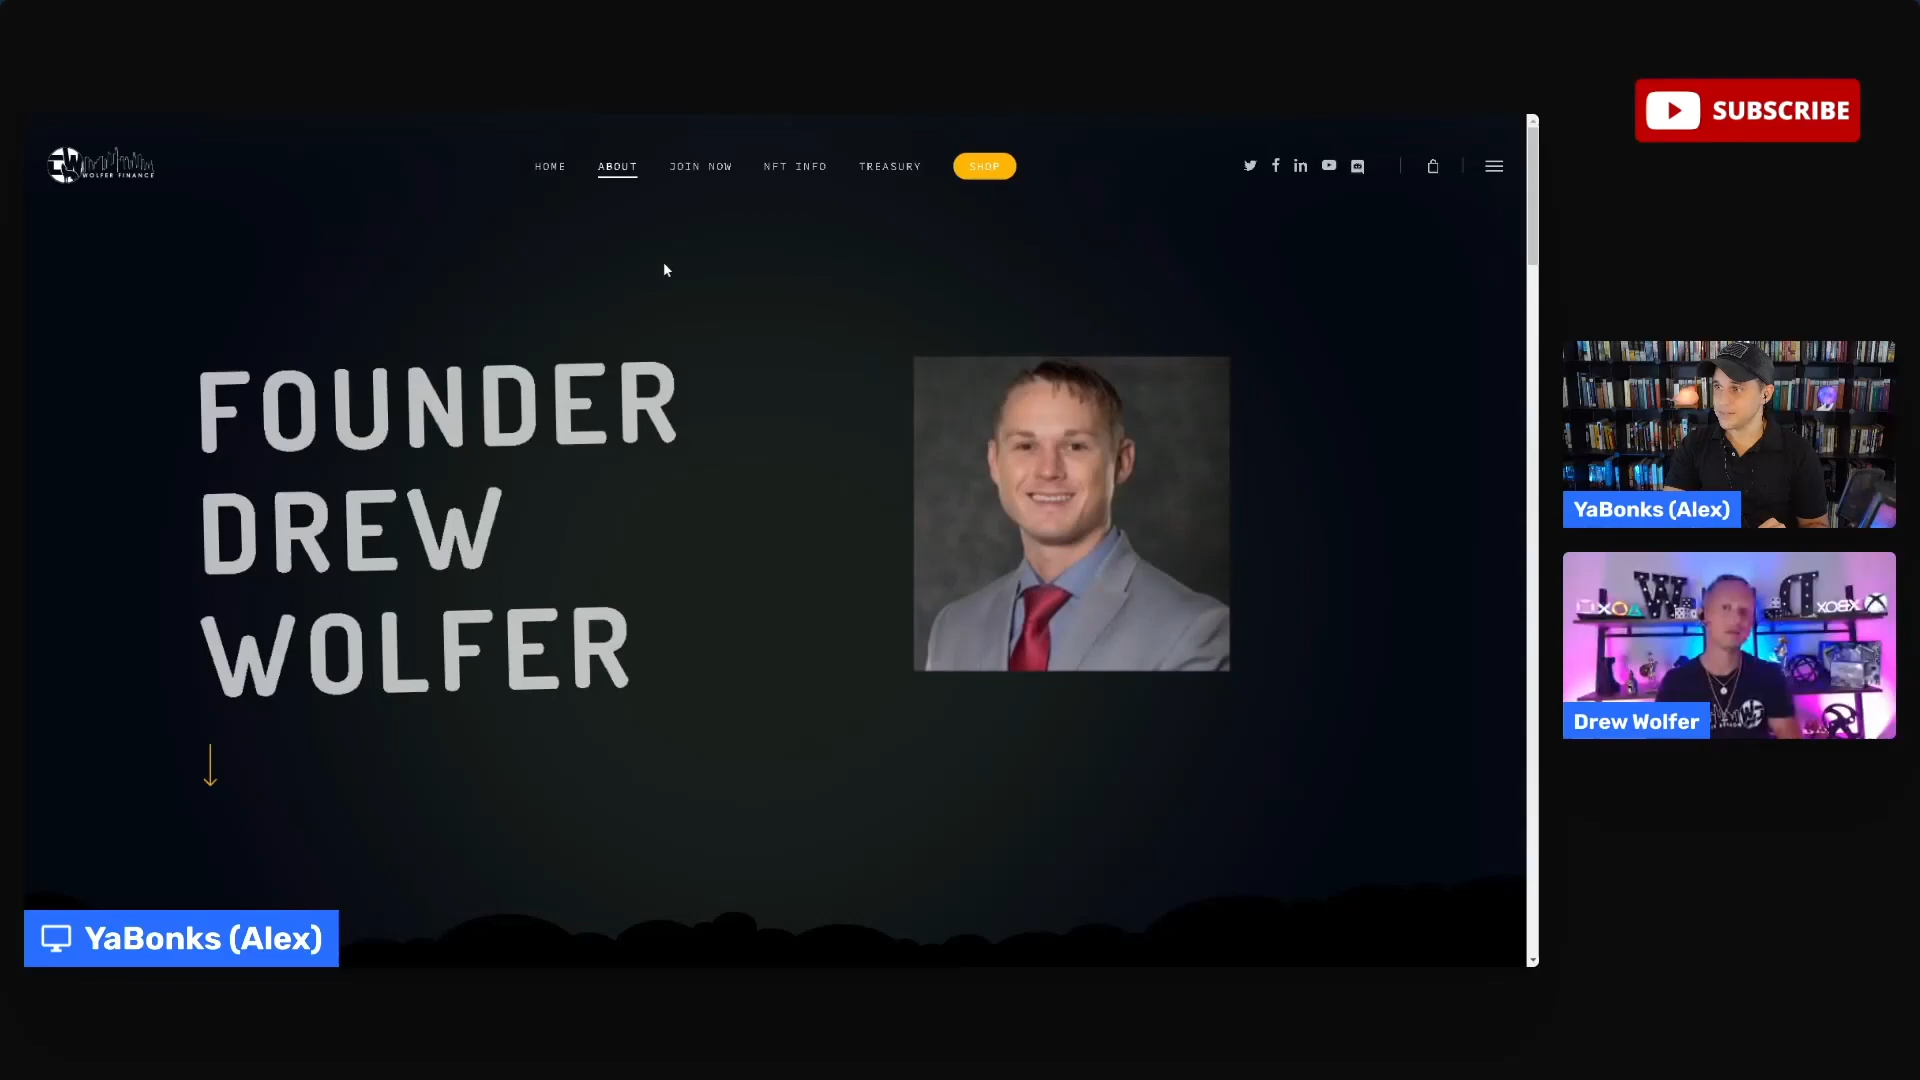 SUBSCRIBE
WOLFER FINANCE
HOME
ABOUT
JOIN NOW
NFT INFO
TREASURY
SHOP
FOUNDER
DREW
WOLFER
YaBonks (Alex)
W D
XBOX
Drew Wolfer
YaBonks (Alex)